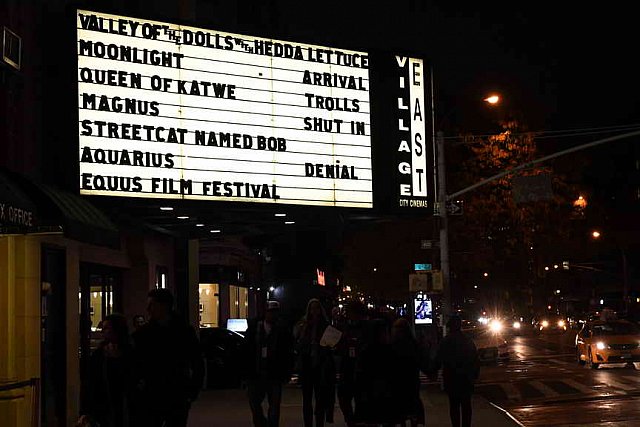 VALLEY OF THE DOLLS WITH HEDDA LETTUCE
MOONLIGHT ARRIVAL
QUEEN OF KATWE TROLLS
MAGNUS SHUT IN
STREETCAT NAMED BOB
AQUARIUS DENiAL
EQUUS FILM FESTIVAL
VILLAGE
EAST
CITY CINEMAS
OFFICE